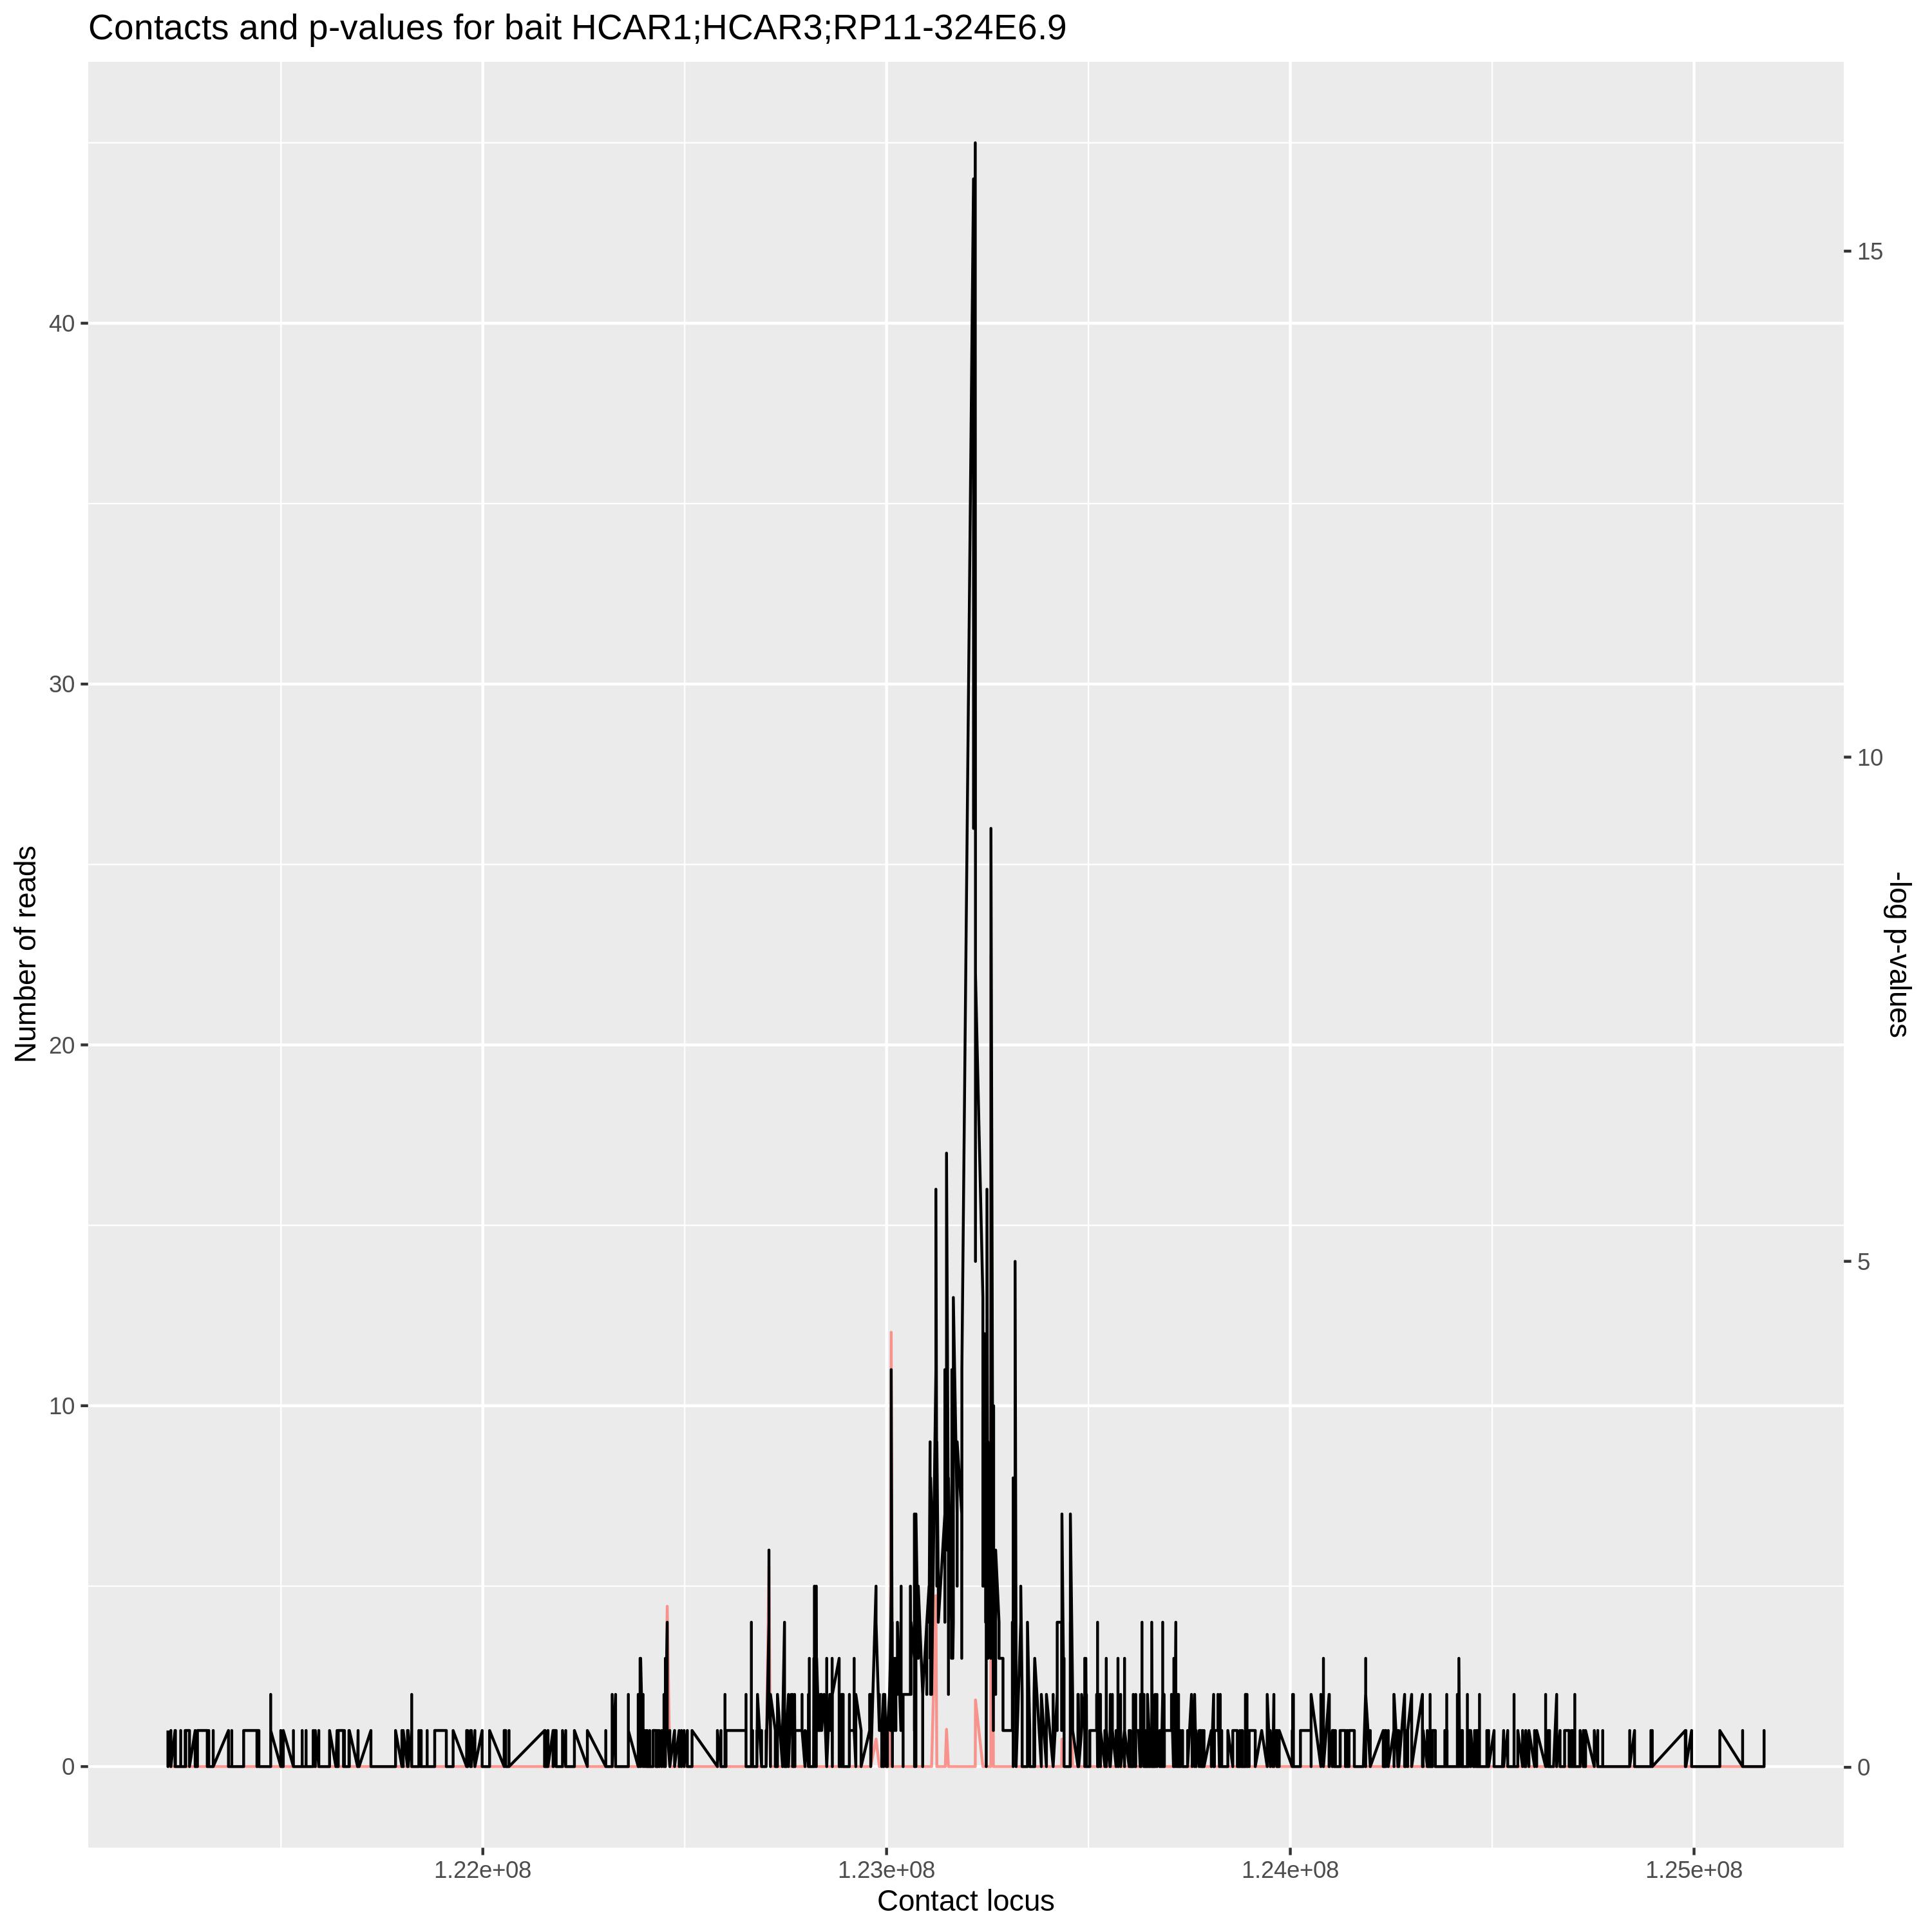 Contacts and p-values for bait HCAR1;HCAR3;RP11-324E6.9
40
30
20
10
0
Number of reads
15
10
5
0
-log p-values
1.22e+08
1.23e+08
1.24e+08
1.25e+08
Contact locus